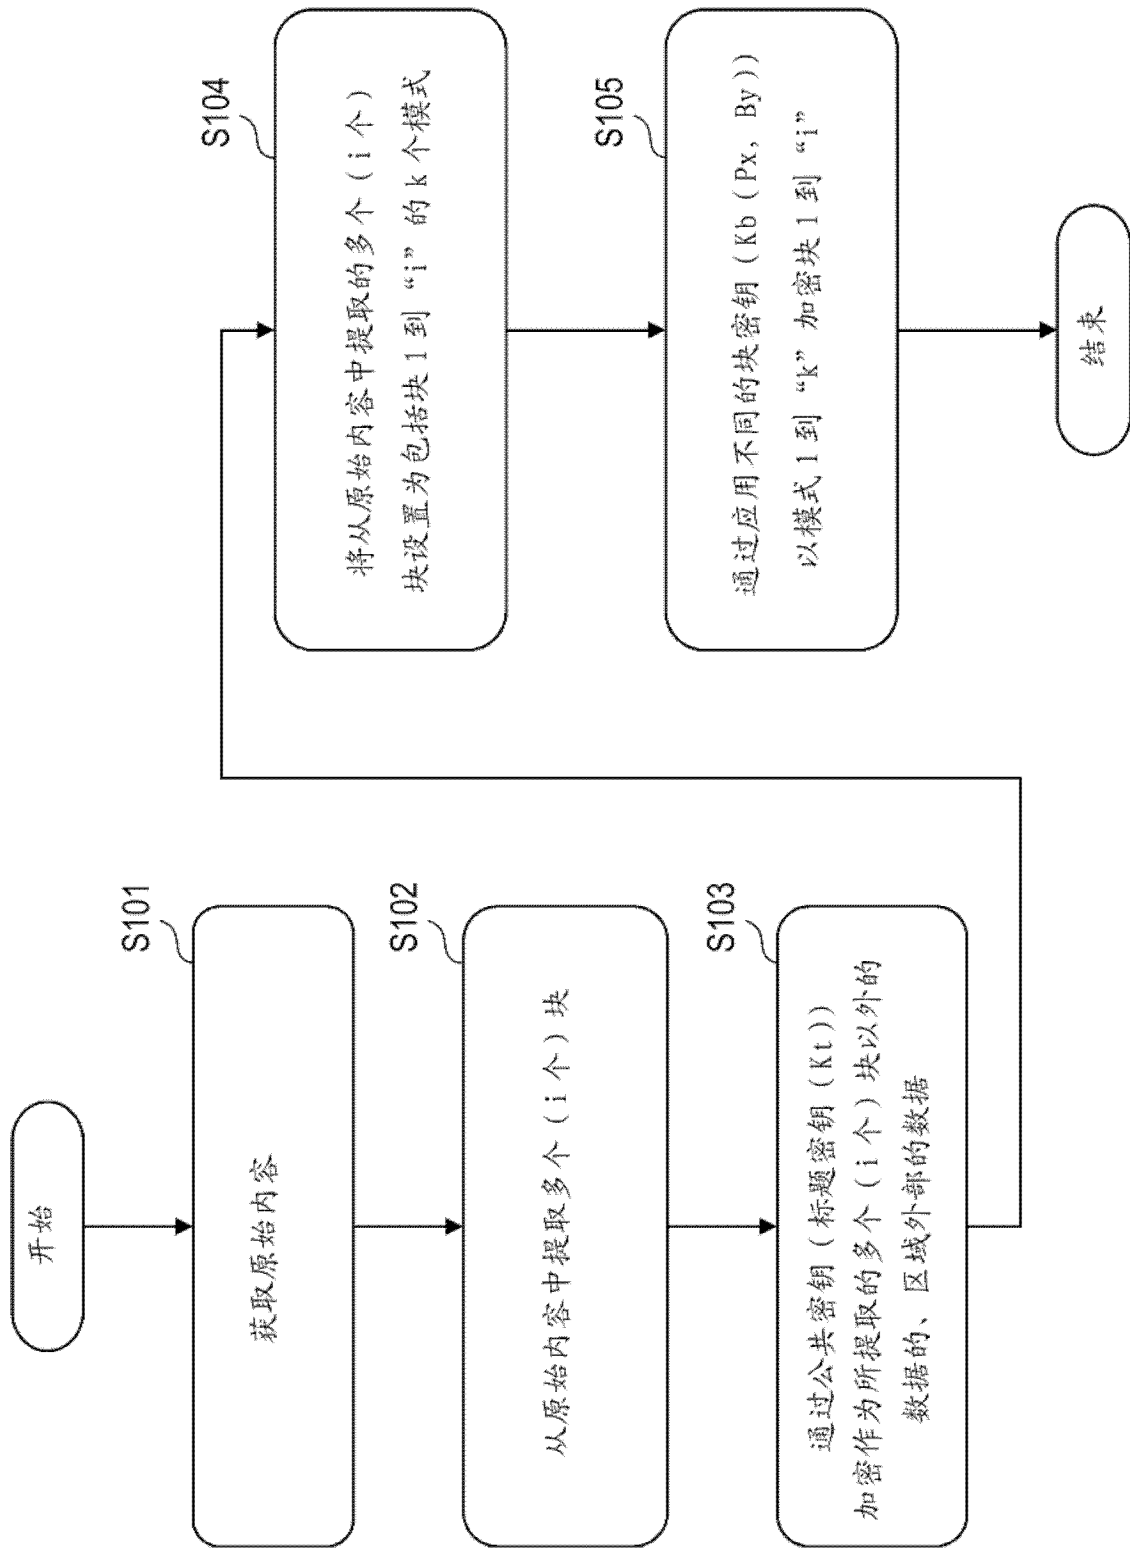 开始
S101
获取原始内容
S102
从原始内容中提取多个（i个）块
S103
通过公共密钥（标题密钥（Kt））
加密作为所提取的多个（i个）块以外的
数据的、区域外部的数据
S104
将从原始内容中提取的多个（i个）
块设置为包括块1到“i”的k个模式
S105
通过应用不同的块密钥（Kb（Px, By））
以模式1到“k”加密块1到“i”
结束